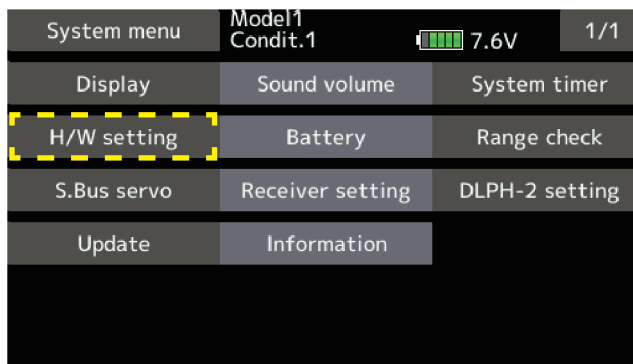 System menu
Model1
Condit.1
7.6V
1/1
Display
Sound volume
System timer
H/W setting
Battery
Range check
S.Bus servo
Receiver setting
DLPH-2 setting
Update
Information